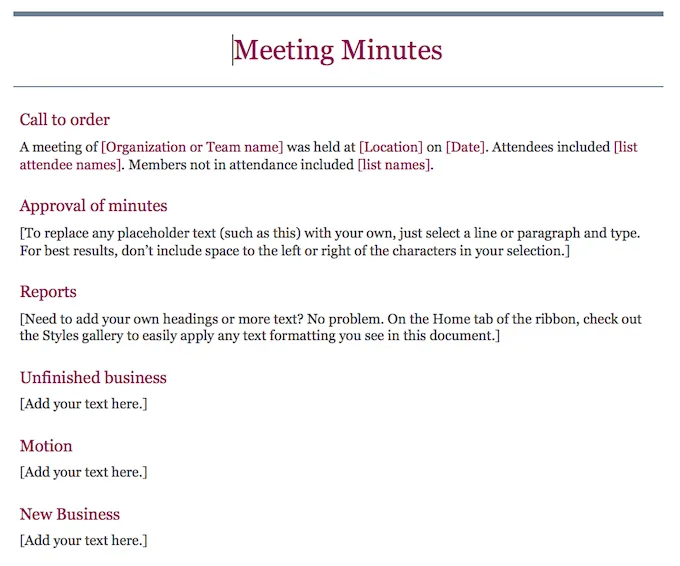 Meeting Minutes
Call to order
A meeting of [Organization or Team name] was held at [Location] on [Date]. Attendees included [list
attendee names]. Members not in attendance included [list names].
Approval of minutes
[To replace any placeholder text (such as this) with your own, just select a line or paragraph and type.
For best results, don’t include space to the left or right of the characters in your selection.]
Reports
[Need to add your own headings or more text? No problem. On the Home tab of the ribbon, check out
the Styles gallery to easily apply any text formatting you see in this document.]
Unfinished business
[Add your text here.]
Motion
[Add your text here.]
New Business
[Add your text here.]